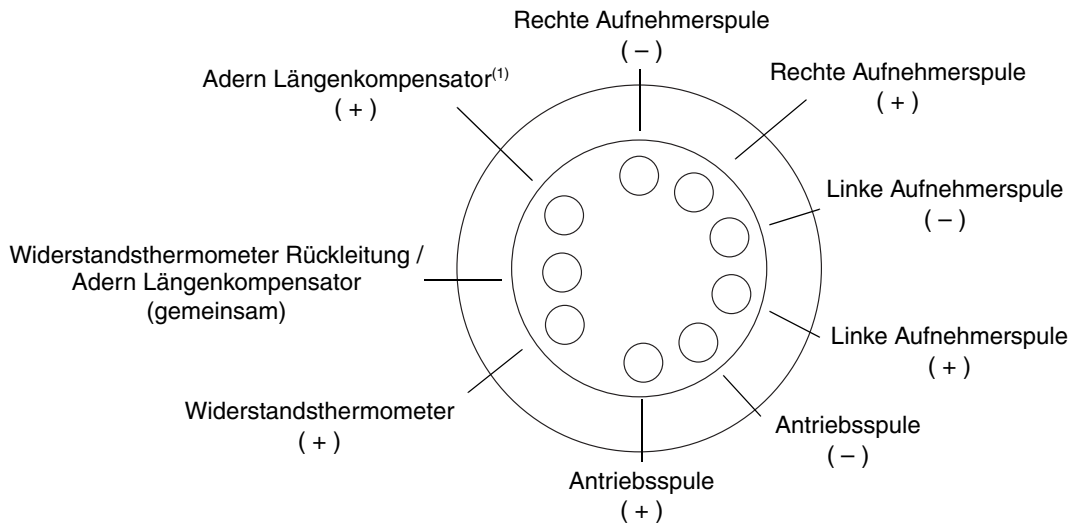 Rechte Aufnehmerspule
( – )
Adern Längenkompensator(1)
( + )
Rechte Aufnehmerspule
( + )
Linke Aufnehmerspule
( – )
Widerstandsthermometer Rückleitung /
Adern Längenkompensator
(gemeinsam)
Linke Aufnehmerspule
( + )
Widerstandsthermometer
( + )
Antriebsspule
( – )
Antriebsspule
( + )